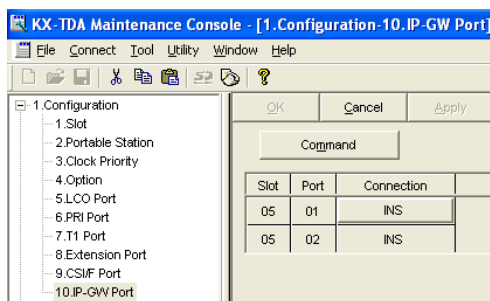 KX-TDA Maintenance Console - [1.Configuration-10.IP-GW Port]
File Connect Tool Utility Window Help
1.Configuration
1.Slot
2.Portable Station
3.Clock Priority
4.Option
5.LCO Port
6.PRI Port
7.T1 Port
8.Extension Port
9.CSI/F Port
10.IP-GW Port
OK Cancel Apply
Command
Slot Port Connection
05 01 INS
05 02 INS